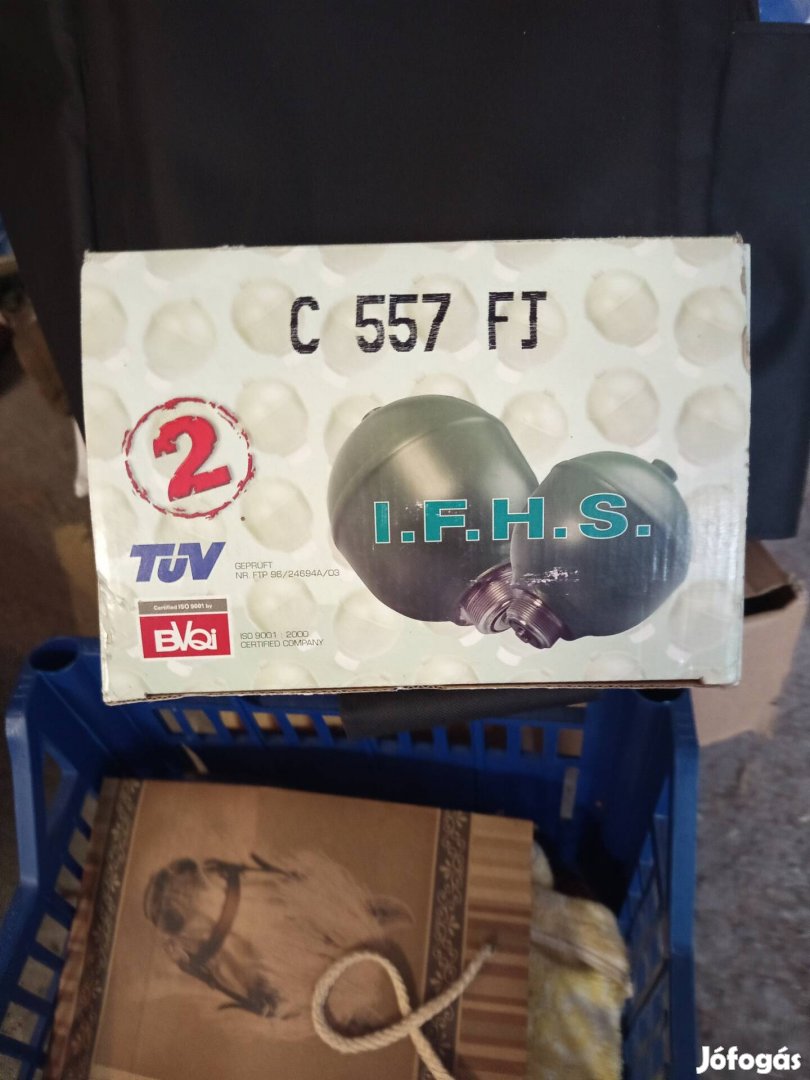 C 557 FJ
2
I.F.H.S.
TÜV
GEPRÜFT
NR. FTP 96/24694A/03
Certified ISO 9001 by
BVQi
ISO 9001 : 2000
CERTIFIED COMPANY
Jófogás